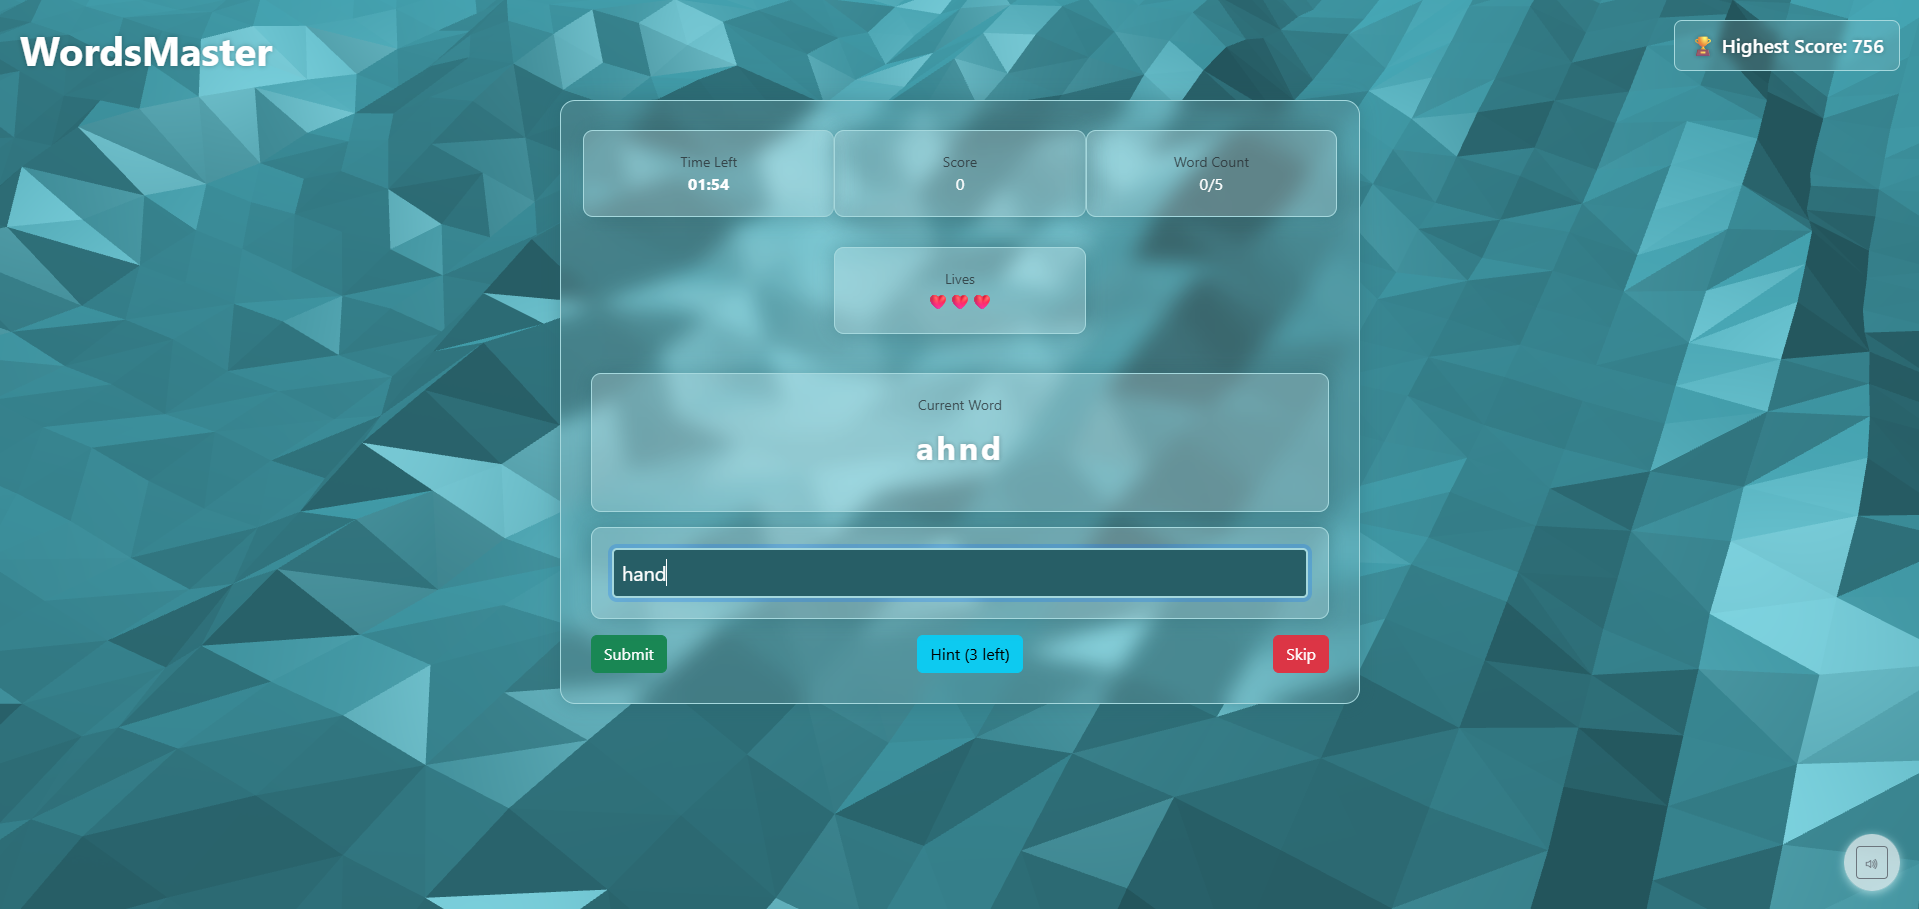 WordsMaster
🏆 Highest Score: 756
Time Left
01:54
Score
0
Word Count
0/5
Lives
Current Word
ahnd
hand
Submit
Hint (3 left)
Skip